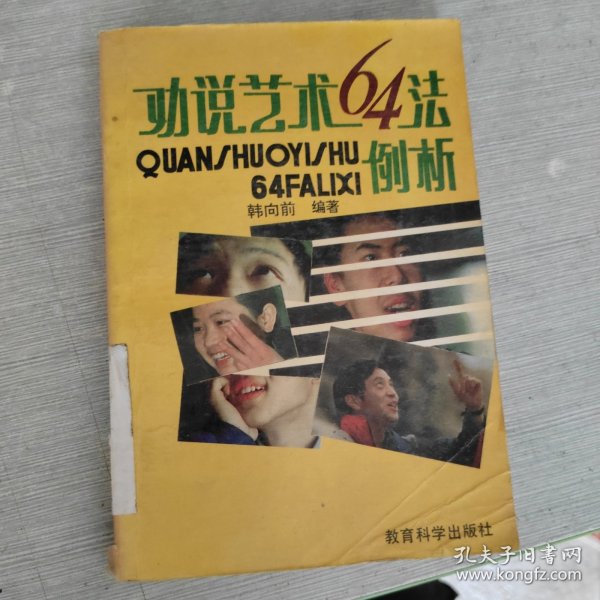 劝说艺术64法
QUANSHUOYISHU
64FALIXI 例析
韩向前 编著
教育科学出版社
孔夫子旧书网
www.kongfz.com